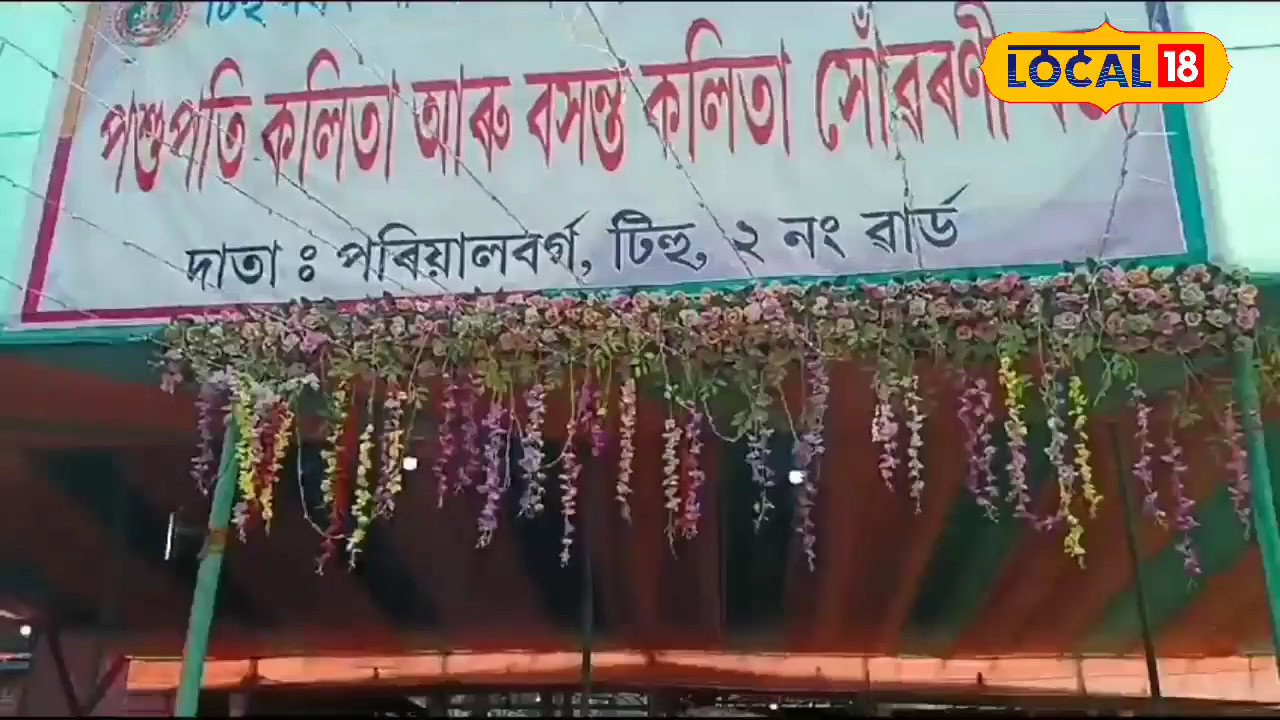 টিহু
LOCAL 18
পশুপতি কলিতা আৰু বসন্ত কলিতা সোঁৱৰণী
দাতা : পৰিয়ালবৰ্গ, টিহু, ২ নং ৱাৰ্ড